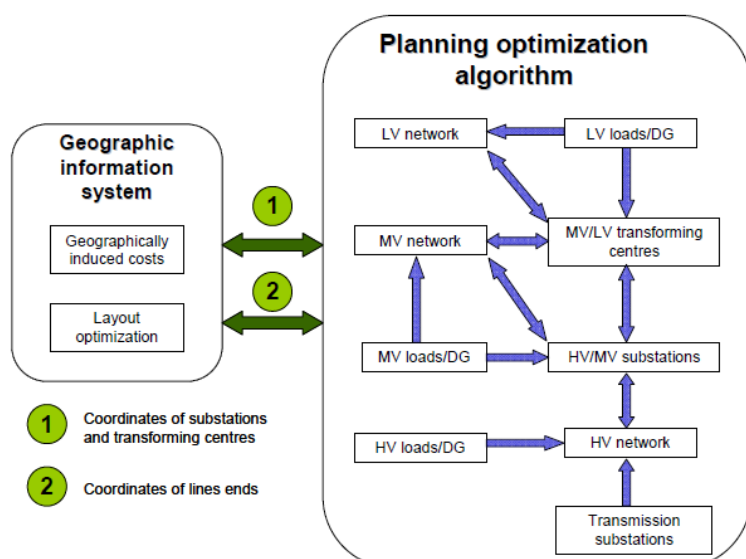 Planning optimization
algorithm
LV network
LV loads/DG
Geographic
information
system
1
Geographically
induced costs
MV network
MV/LV transforming
centres
2
Layout
optimization
MV loads/DG
HV/MV substations
1
Coordinates of substations
and transforming centres
HV loads/DG
HV network
2
Coordinates of lines ends
Transmission
substations